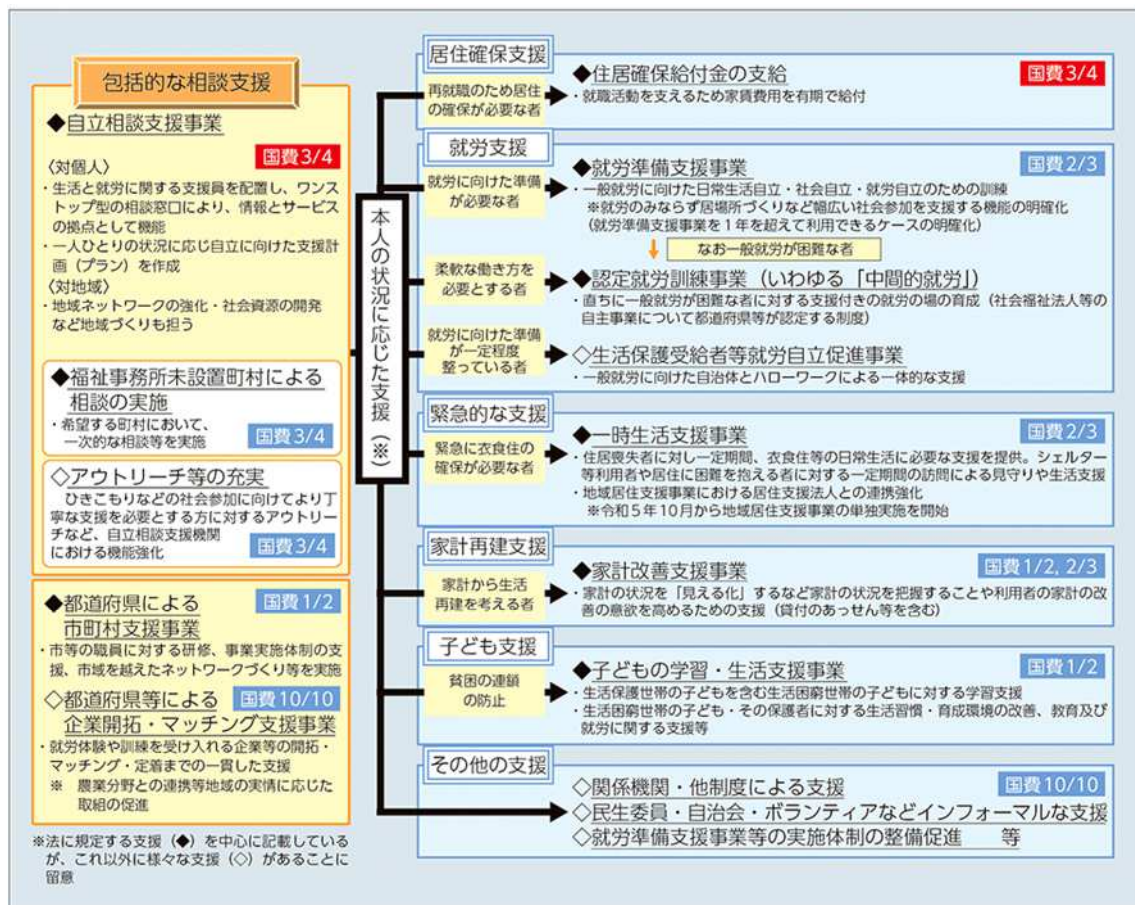 包括的な相談支援
◆自立相談支援事業
国費3/4
〈対個人〉
・生活と就労に関する支援員を配置し、ワンス
トップ型の相談窓口により、情報とサービス
の拠点として機能
・一人ひとりの状況に応じ自立に向けた支援計
画（プラン）を作成
〈対地域〉
・地域ネットワークの強化・社会資源の開発
など地域づくりも担う
◆福祉事務所未設置町村による
相談の実施
・希望する町村において、
一次的な相談等を実施
国費3/4
◇アウトリーチ等の充実
ひきこもりなどの社会参加に向けてより丁
寧な支援を必要とする方に対するアウトリー
チなど、自立相談支援機関
における機能強化
国費3/4
◆都道府県による
市町村支援事業
国費1/2
・市等の職員に対する研修、事業実施体制の支
援、市域を越えたネットワークづくり等を実施
◇都道府県等による
企業開拓・マッチング支援事業
国費10/10
・就労体験や訓練を受け入れる企業等の開拓・
マッチング・定着までの一貫した支援
※ 農業分野との連携等地域の実情に応じた
取組の促進
※法に規定する支援（◆）を中心に記載している
が、これ以外に様々な支援（◇）があることに
留意
本人の状況に応じた支援（※）
居住確保支援
再就職のため居住
の確保が必要な者
◆住居確保給付金の支給
国費3/4
・就職活動を支えるため家賃費用を有期で給付
就労支援
就労に向けた準備
が必要な者
◆就労準備支援事業
国費2/3
・一般就労に向けた日常生活自立・社会自立・就労自立のための訓練
※就労のみならず居場所づくりなど幅広い社会参加を支援する機能の明確化
（就労準備支援事業を１年を超えて利用できるケースの明確化）
なお一般就労が困難な者
柔軟な働き方を
必要とする者
◆認定就労訓練事業（いわゆる「中間的就労」）
・直ちに一般就労が困難な者に対する支援付きの就労の場の育成（社会福祉法人等の
自主事業について都道府県等が認定する制度）
就労に向けた準備
が一定程度
整っている者
◇生活保護受給者等就労自立促進事業
・一般就労に向けた自治体とハローワークによる一体的な支援
緊急的な支援
緊急に衣食住の
確保が必要な者
◆一時生活支援事業
国費2/3
・住居喪失者に対し一定期間、衣食住等の日常生活に必要な支援を提供。シェルター
等利用者や居住に困難を抱える者に対する一定期間の訪問による見守りや生活支援
・地域居住支援事業における居住支援法人との連携強化
※令和５年10月から地域居住支援事業の単独実施を開始
家計再建支援
家計から生活
再建を考える者
◆家計改善支援事業
国費1/2, 2/3
・家計の状況を「見える化」するなど家計の状況を把握することや利用者の家計の改
善の意欲を高めるための支援（貸付のあっせん等を含む）
子ども支援
貧困の連鎖
の防止
◆子どもの学習・生活支援事業
国費1/2
・生活保護世帯の子どもを含む生活困窮世帯の子どもに対する学習支援
・生活困窮世帯の子ども・その保護者に対する生活習慣・育成環境の改善、教育及び
就労に関する支援等
その他の支援
◇関係機関・他制度による支援
国費10/10
◇民生委員・自治会・ボランティアなどインフォーマルな支援
◇就労準備支援事業等の実施体制の整備促進　等